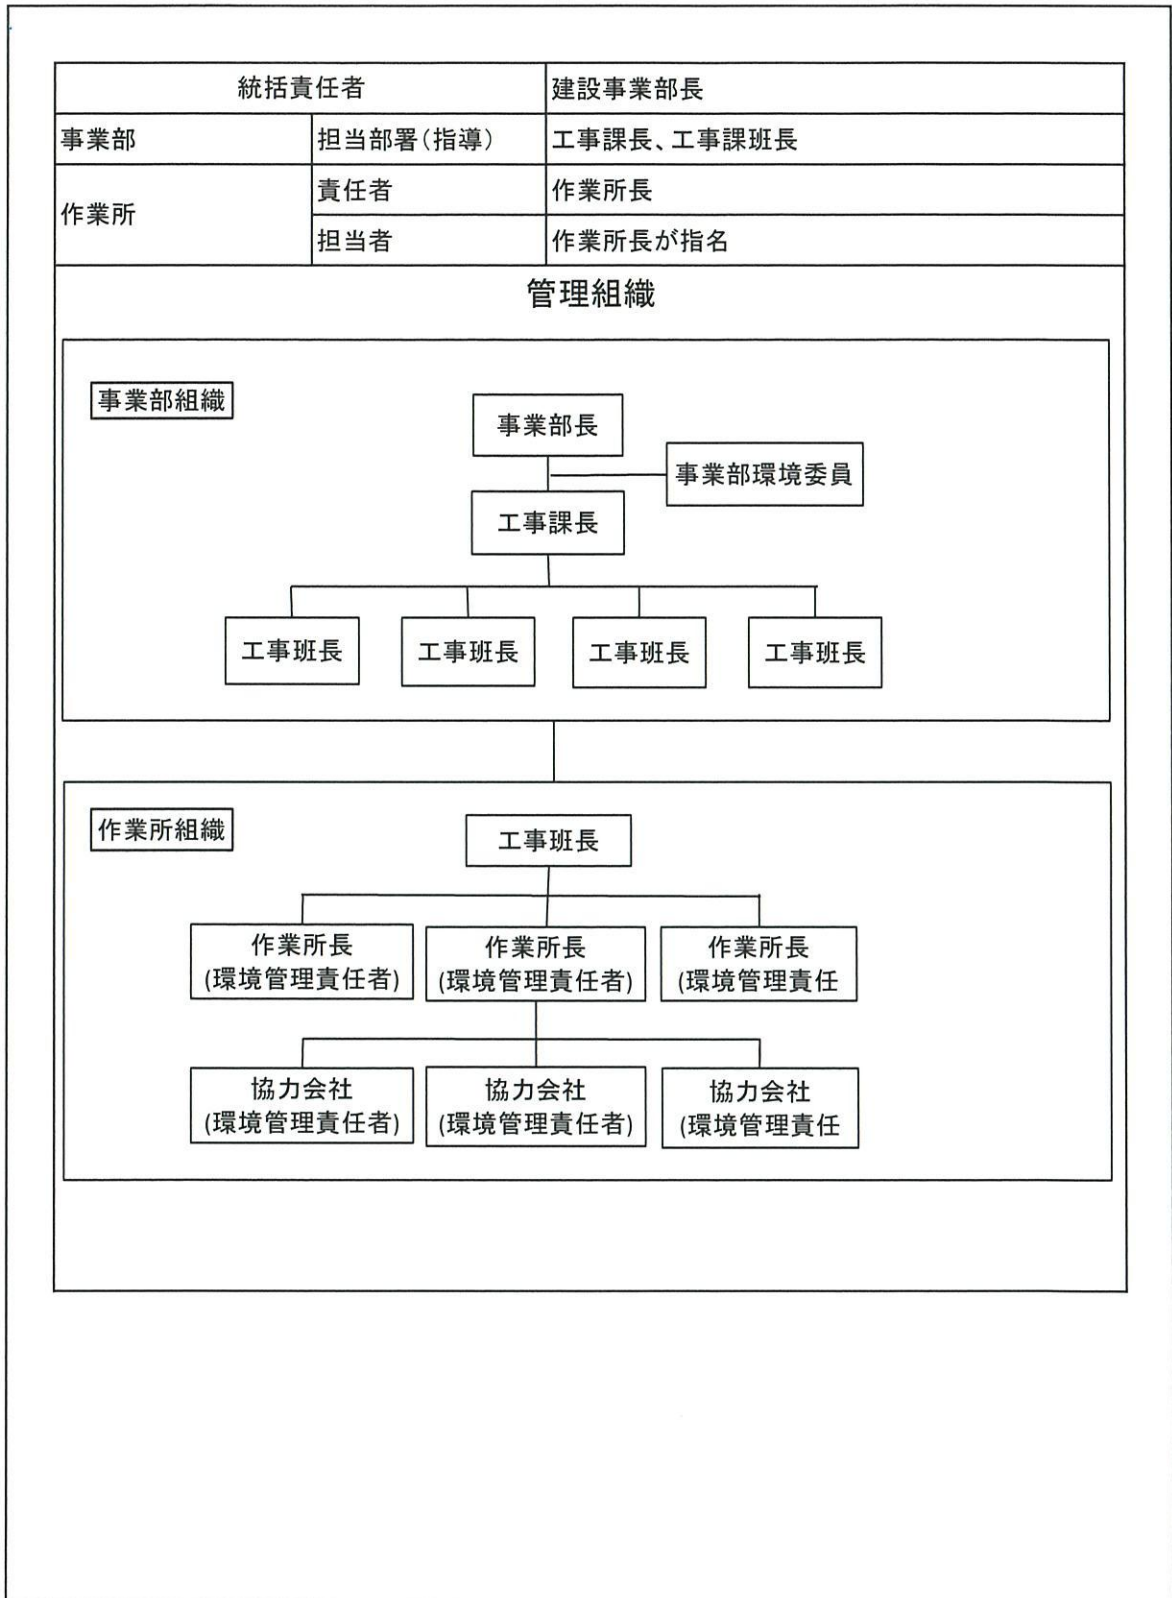 統括責任者 建設事業部長
事業部 担当部署(指導) 工事課長、工事課班長
作業所 責任者 作業所長
担当者 作業所長が指名
管理組織
事業部組織
事業部長
事業部環境委員
工事課長
工事班長 工事班長 工事班長 工事班長
作業所組織
工事班長
作業所長 作業所長 作業所長
(環境管理責任者) (環境管理責任者) (環境管理責任
協力会社 協力会社 協力会社
(環境管理責任者) (環境管理責任者) (環境管理責任